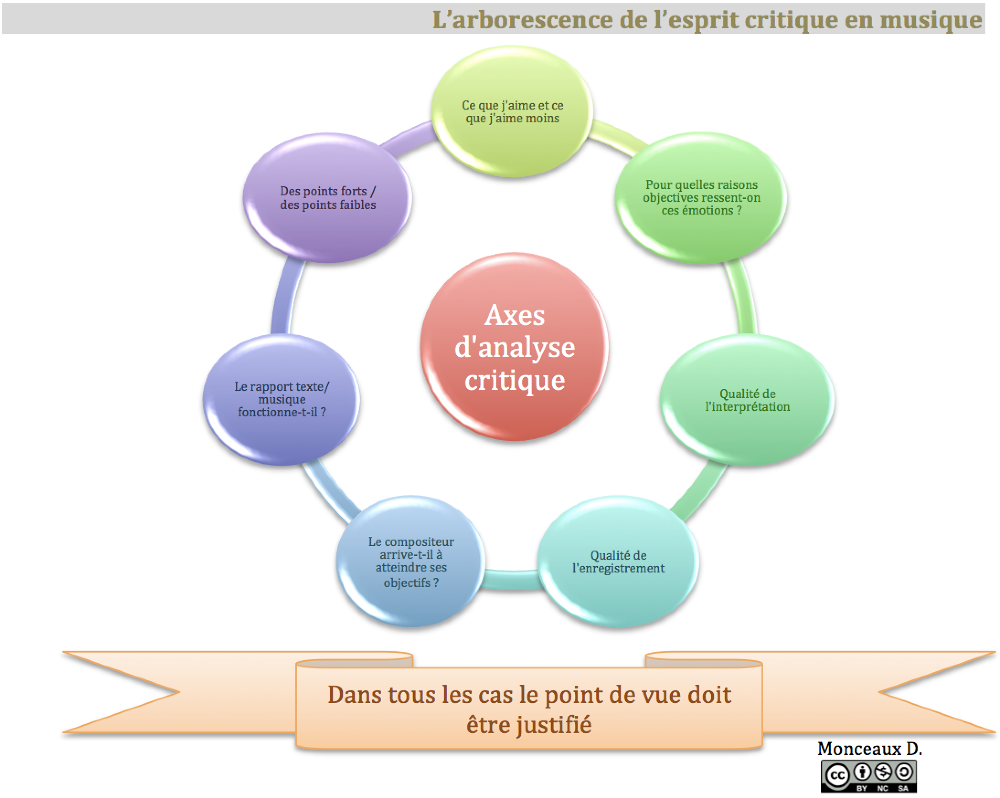 L’arborescence de l’esprit critique en musique
Ce que j'aime et ce
que j'aime moins
Pour quelles raisons
objectives ressent-on
ces émotions ?
Qualité de
l'interprétation
Qualité de
l'enregistrement
Le compositeur
arrive-t-il à
atteindre ses
objectifs ?
Le rapport texte/
musique
fonctionne-t-il ?
Des points forts /
des points faibles
Axes
d'analyse
critique
Dans tous les cas le point de vue doit
être justifié
Monceaux D.
cc
BY NC SA